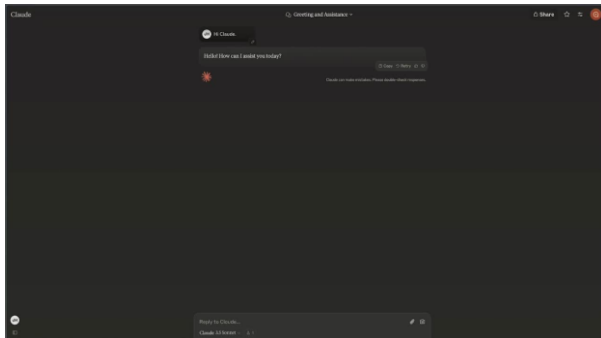 Claude
Greeting and Assistance
Share
Hi Claude.
Hello! How can I assist you today?
Copy
Retry
Claude can make mistakes. Please double-check responses.
Reply to Claude...
Claude